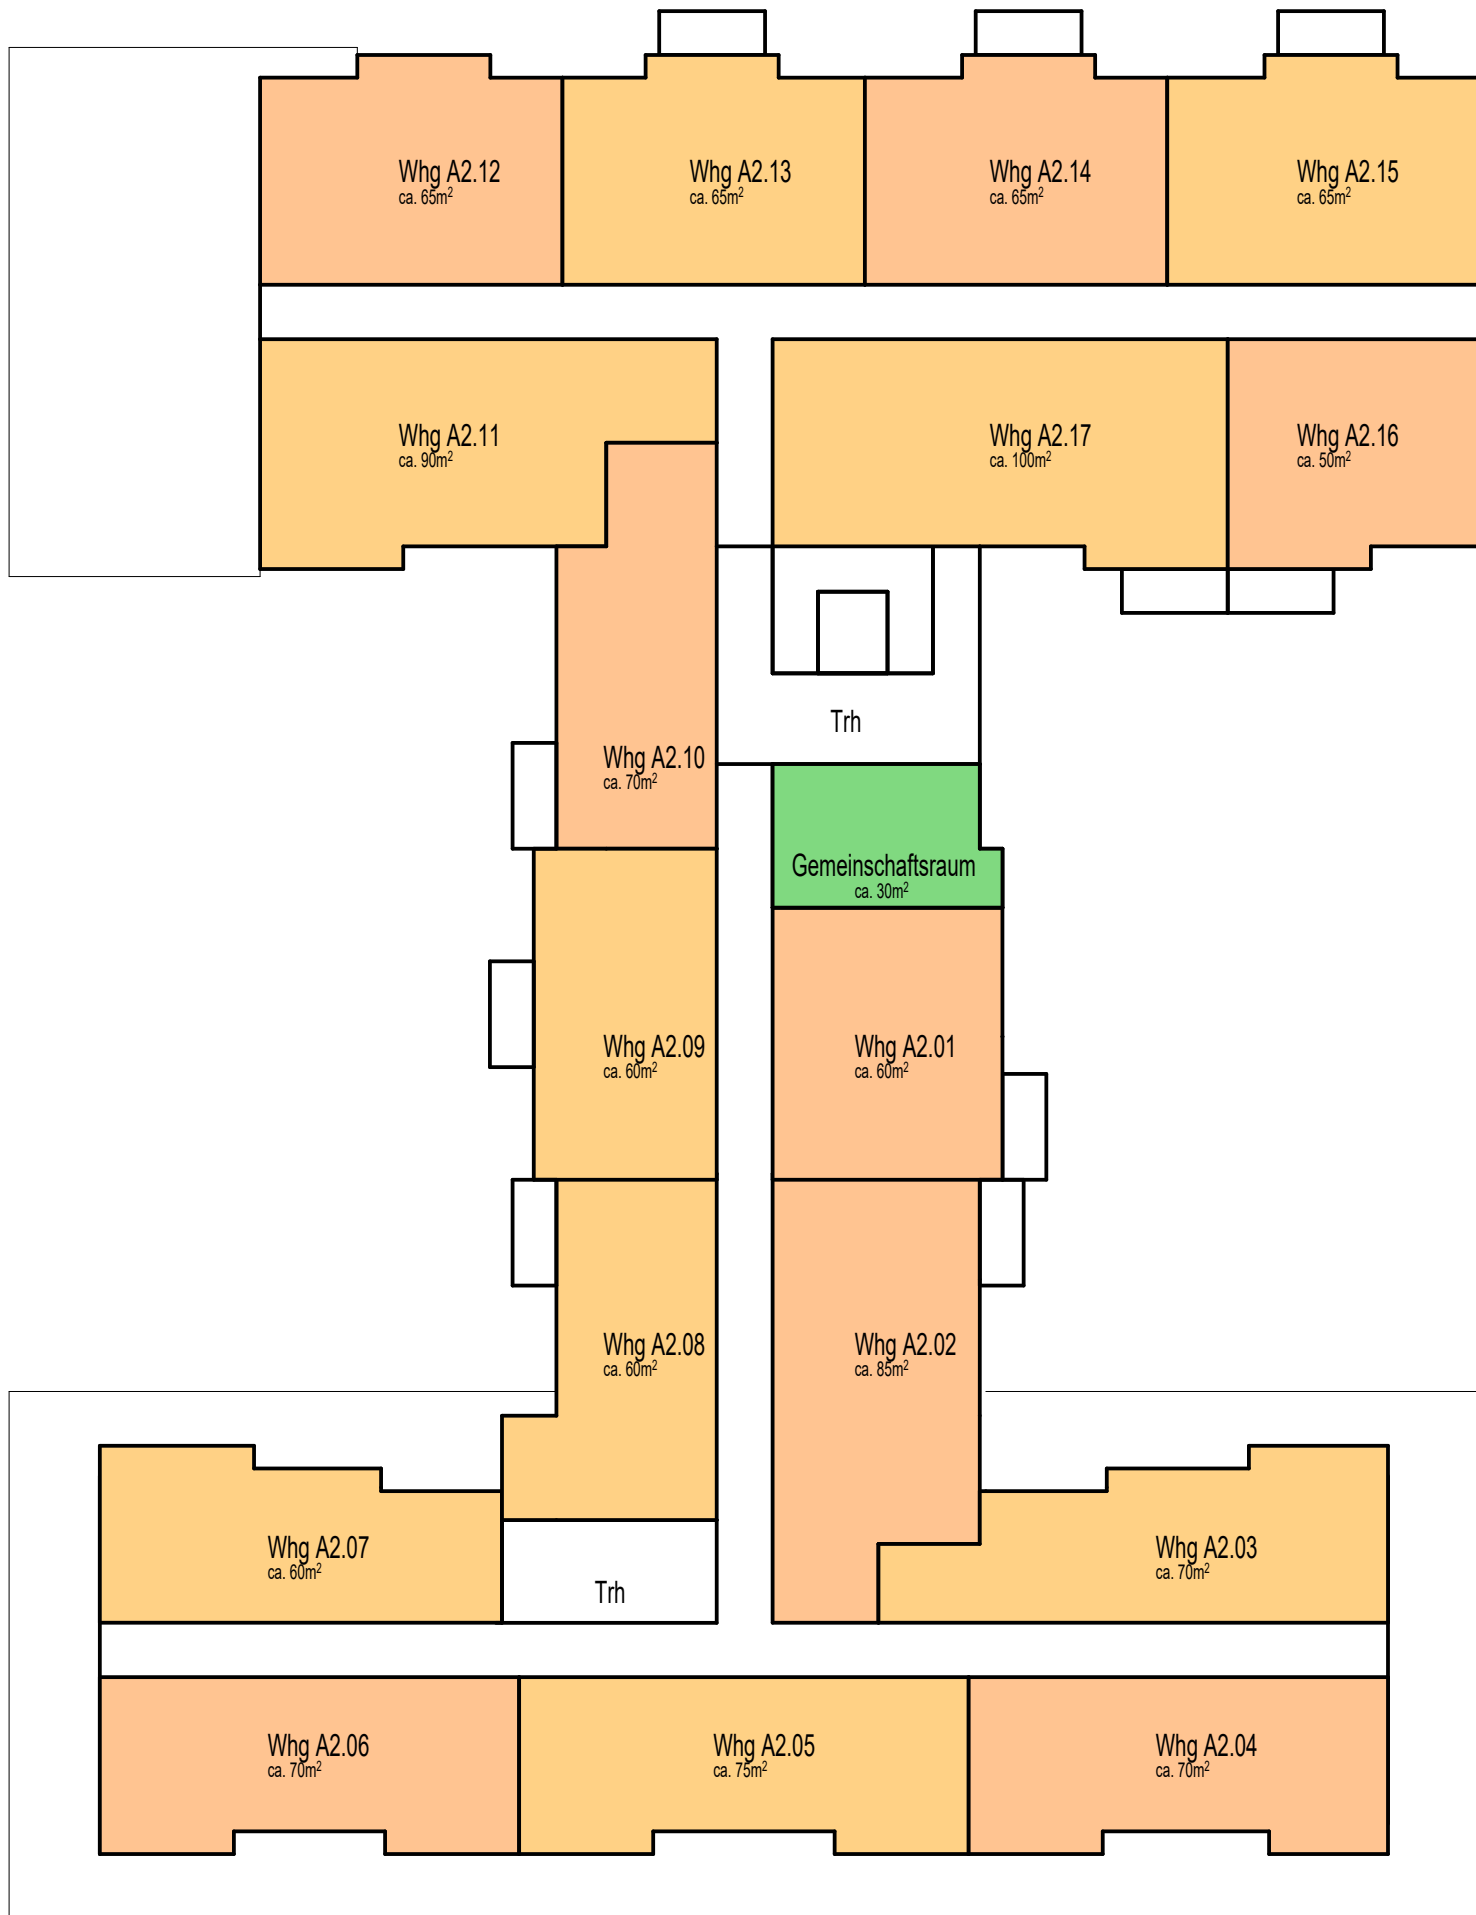 Whg A2.12
ca. 65m²
Whg A2.13
ca. 65m²
Whg A2.14
ca. 65m²
Whg A2.15
ca. 65m²
Whg A2.11
ca. 90m²
Whg A2.17
ca. 100m²
Whg A2.16
ca. 50m²
Trh
Whg A2.10
ca. 70m²
Gemeinschaftsraum
ca. 30m²
Whg A2.09
ca. 60m²
Whg A2.01
ca. 60m²
Whg A2.08
ca. 60m²
Whg A2.02
ca. 85m²
Whg A2.07
ca. 60m²
Trh
Whg A2.03
ca. 70m²
Whg A2.06
ca. 70m²
Whg A2.05
ca. 75m²
Whg A2.04
ca. 70m²